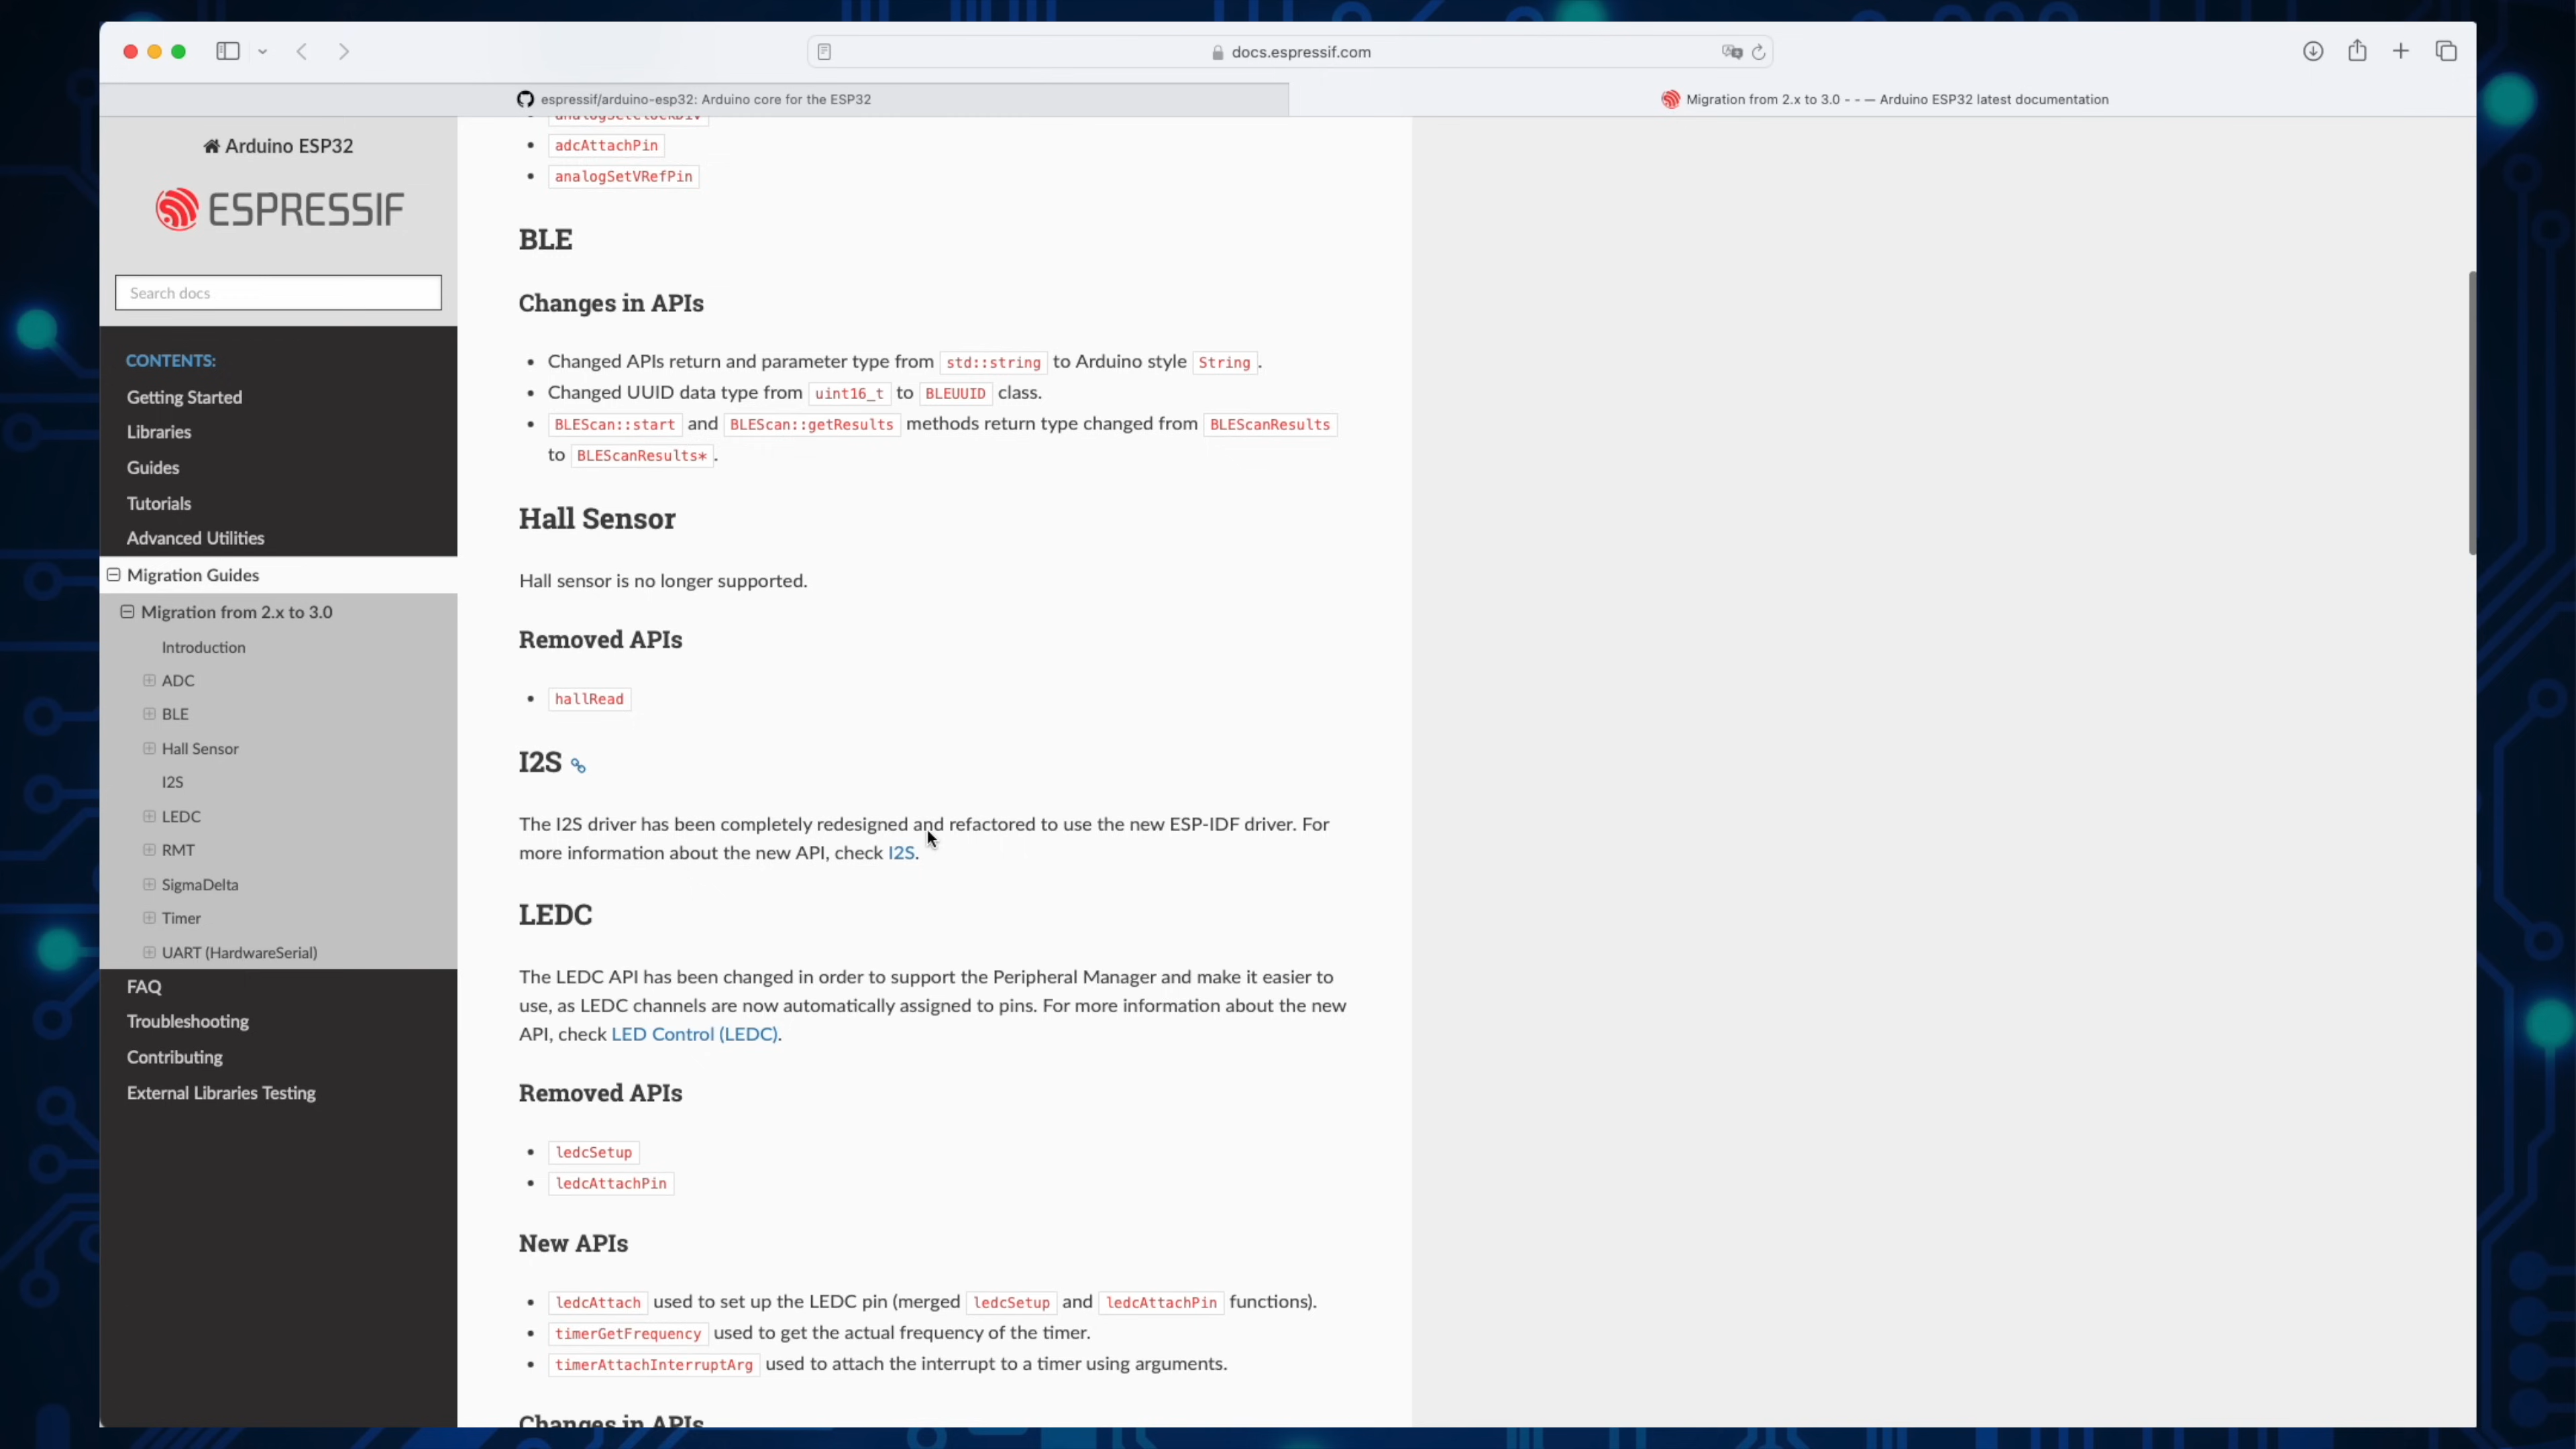 docs.espressif.com
espressif/arduino-esp32: Arduino core for the ESP32
Migration from 2.x to 3.0 - - — Arduino ESP32 latest documentation
Arduino ESP32
ESPRESSIF
Search docs
CONTENTS:
Getting Started
Libraries
Guides
Tutorials
Advanced Utilities
Migration Guides
Migration from 2.x to 3.0
Introduction
ADC
BLE
Hall Sensor
I2S
LEDC
RMT
SigmaDelta
Timer
UART (HardwareSerial)
FAQ
Troubleshooting
Contributing
External Libraries Testing
adcAttachPin
analogSetVRefPin
BLE
Changes in APIs
Changed APIs return and parameter type from std::string to Arduino style String.
Changed UUID data type from uint16_t to BLEUUID class.
BLEScan::start and BLEScan::getResults methods return type changed from BLEScanResults
to BLEScanResults*.
Hall Sensor
Hall sensor is no longer supported.
Removed APIs
hallRead
I2S
The I2S driver has been completely redesigned and refactored to use the new ESP-IDF driver. For
more information about the new API, check I2S.
LEDC
The LEDC API has been changed in order to support the Peripheral Manager and make it easier to
use, as LEDC channels are now automatically assigned to pins. For more information about the new
API, check LED Control (LEDC).
Removed APIs
ledcSetup
ledcAttachPin
New APIs
ledcAttach used to set up the LEDC pin (merged ledcSetup and ledcAttachPin functions).
timerGetFrequency used to get the actual frequency of the timer.
timerAttachInterruptArg used to attach the interrupt to a timer using arguments.
Changes in APIs